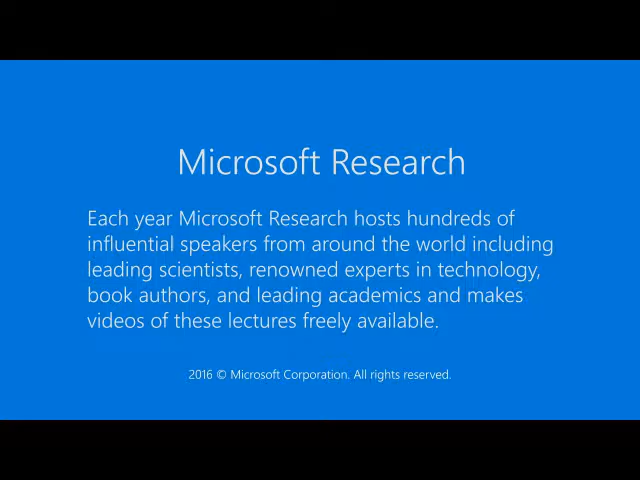 Microsoft Research
Each year Microsoft Research hosts hundreds of
influential speakers from around the world including
leading scientists, renowned experts in technology,
book authors, and leading academics and makes
videos of these lectures freely available.
2016 © Microsoft Corporation. All rights reserved.